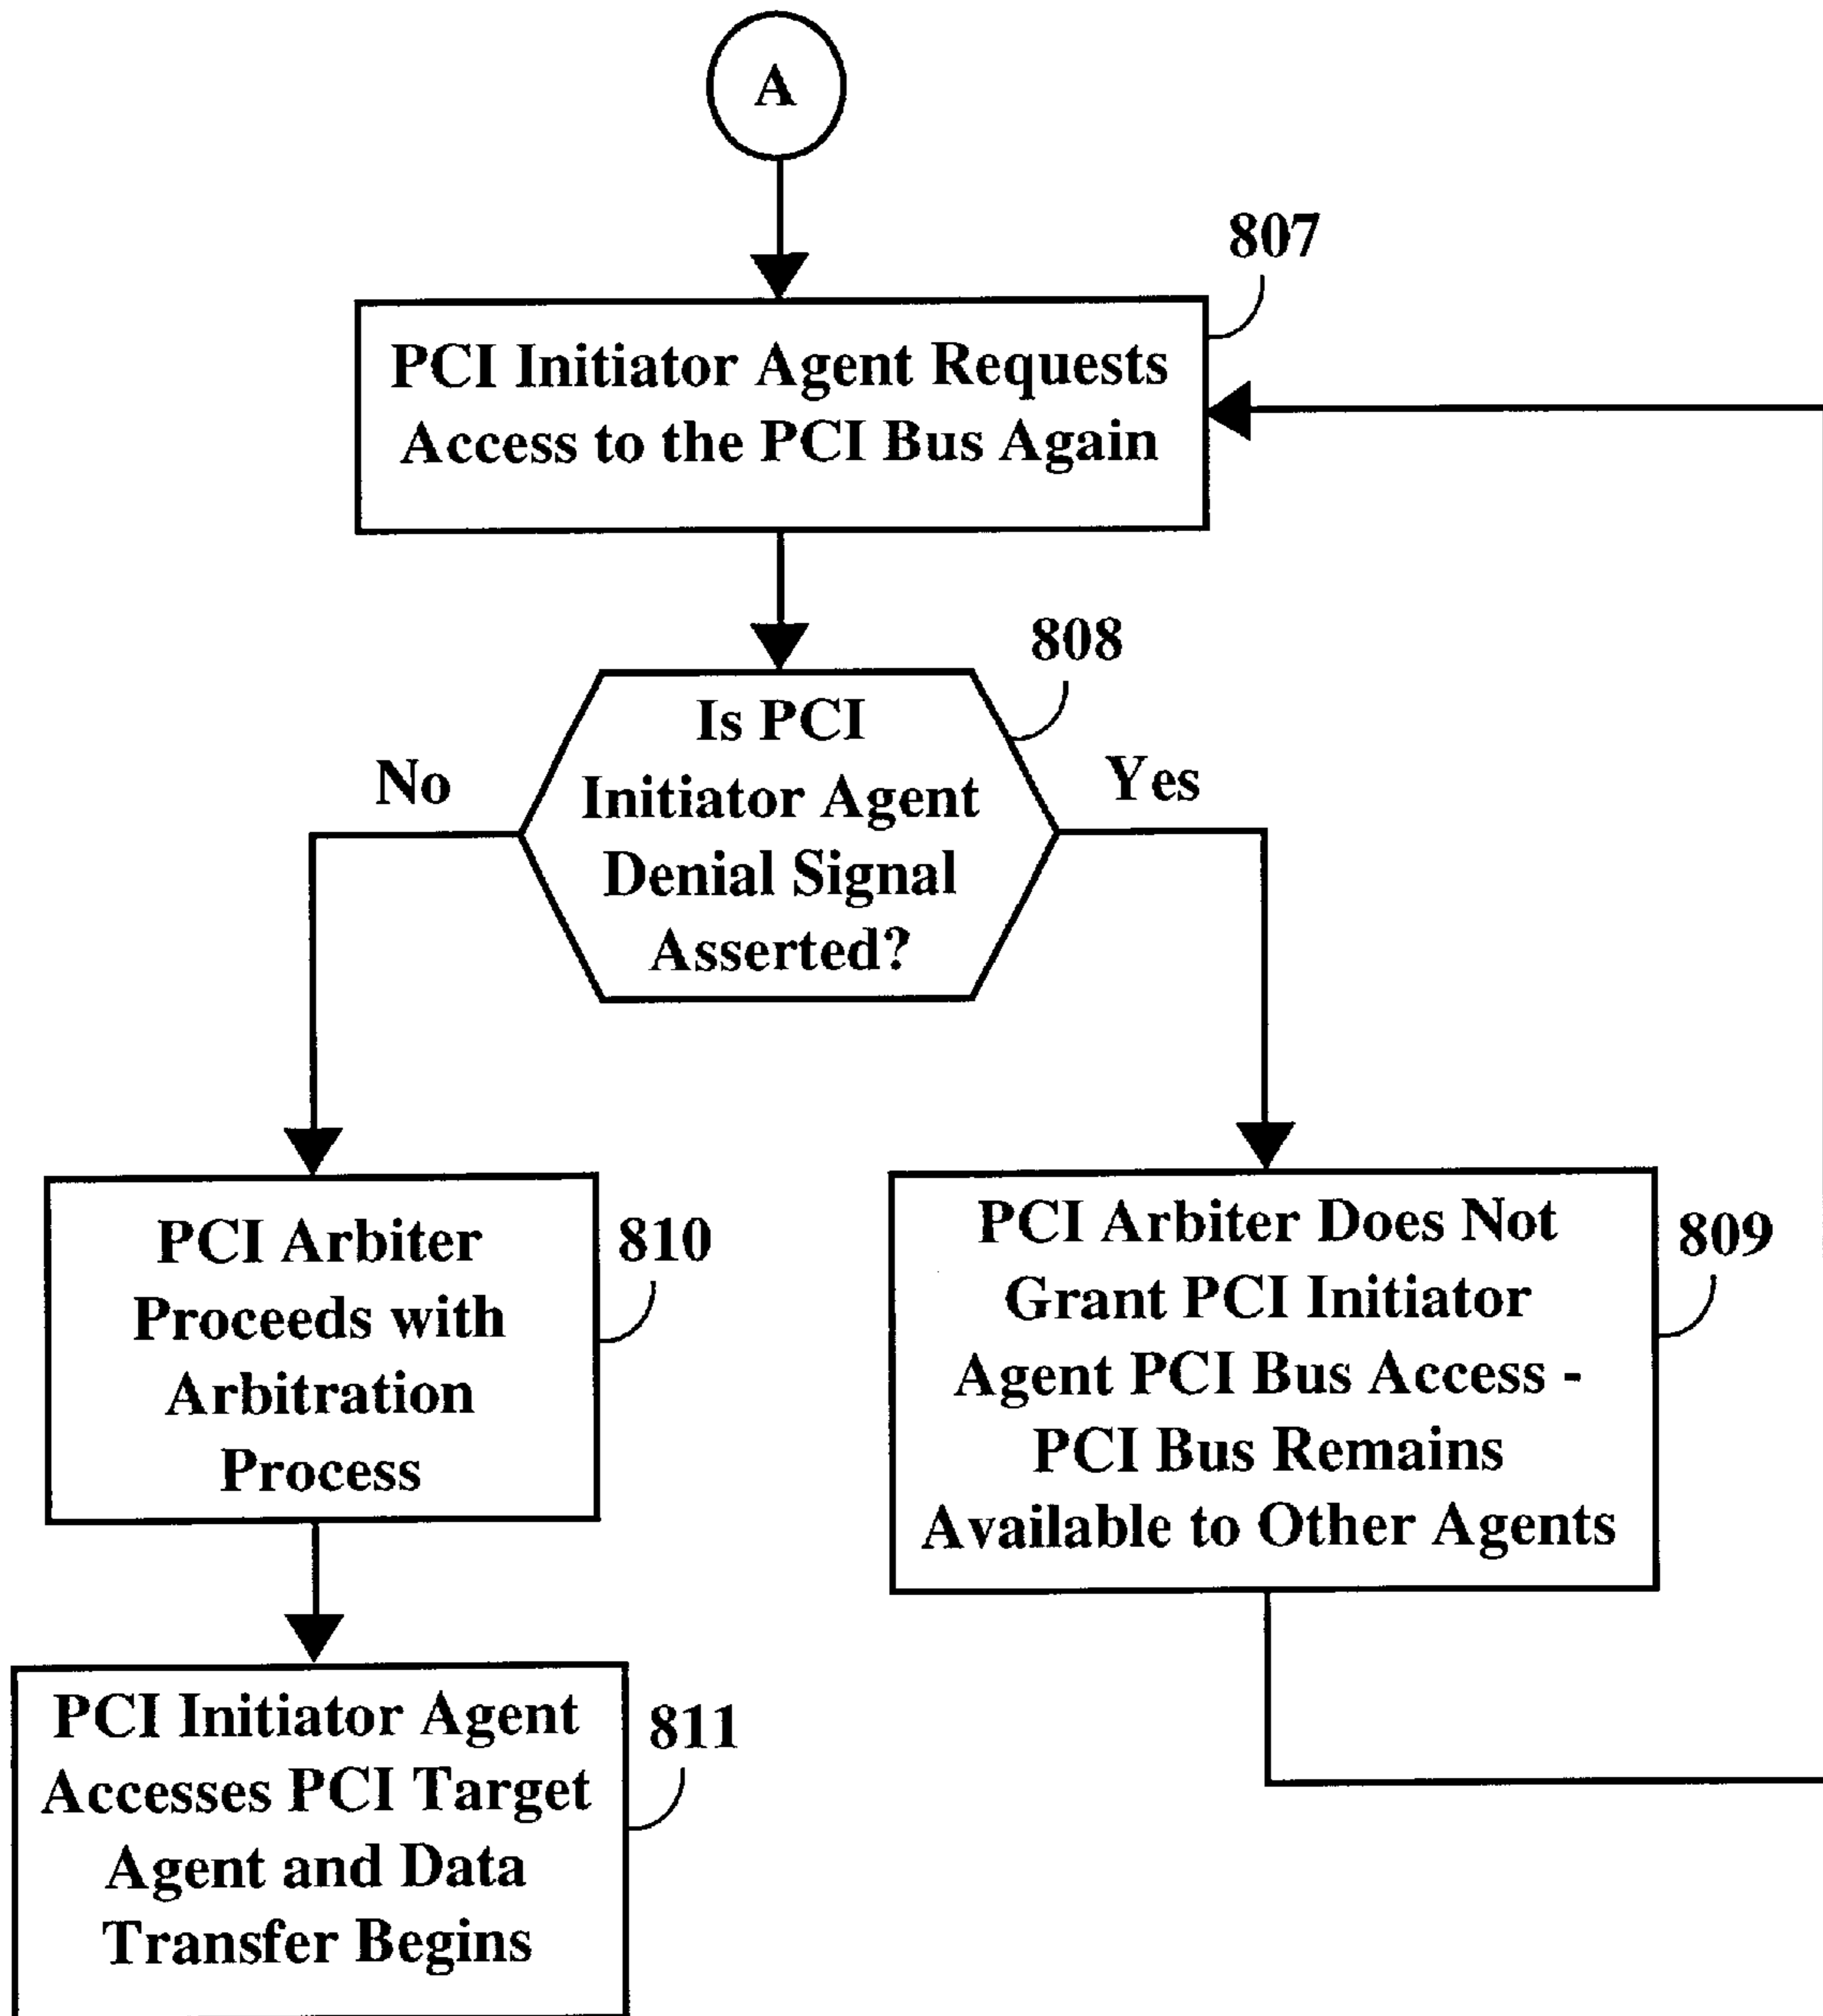 A
807
PCI Initiator Agent Requests
Access to the PCI Bus Again
808
Is PCI
Initiator Agent
Denial Signal
Asserted?
No
Yes
PCI Arbiter
Proceeds with
Arbitration
Process
810
PCI Arbiter Does Not
Grant PCI Initiator
Agent PCI Bus Access -
PCI Bus Remains
Available to Other Agents
809
PCI Initiator Agent
Accesses PCI Target
Agent and Data
Transfer Begins
811